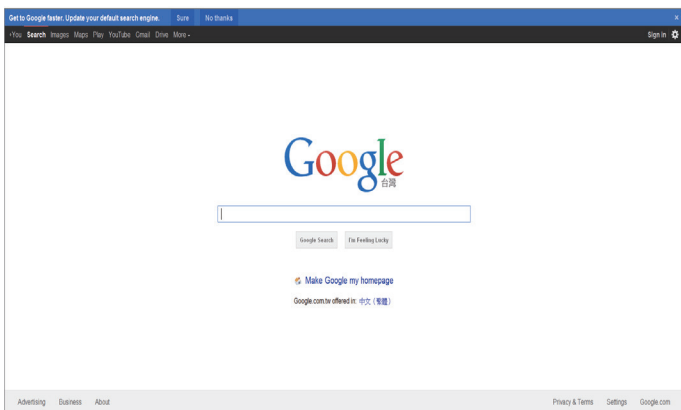 Get to Google faster. Update your default search engine. Sure No thanks x
+You Search Images Maps Play YouTube Gmail Drive More Sign in
Google
台灣
Google Search I'm Feeling Lucky
Make Google my homepage
Google.com.tw offered in: 中文（繁體）
Advertising Business About Privacy & Terms Settings Google.com